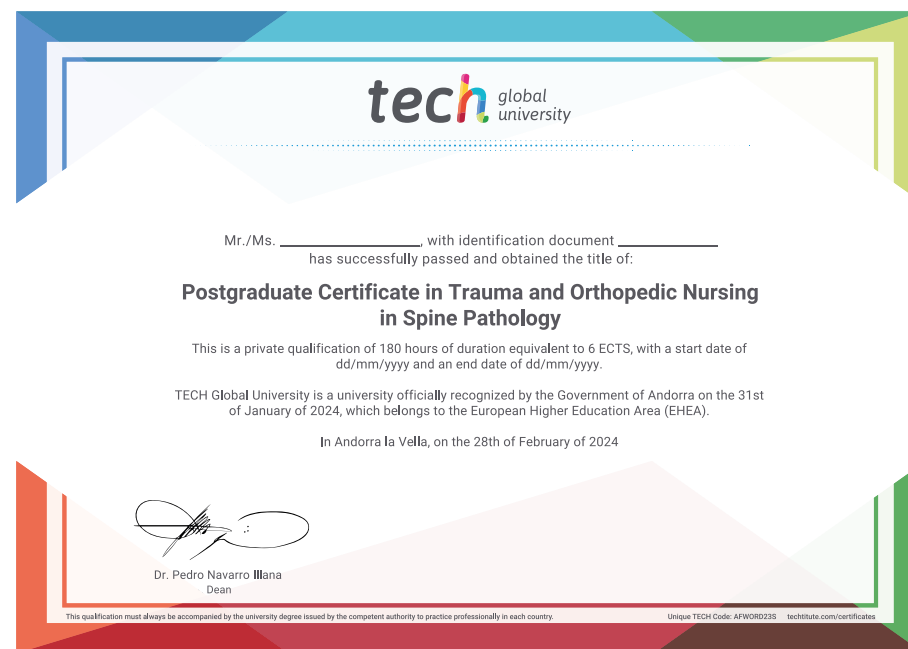 tech global
university
Mr./Ms. ____________________, with identification document ______________
has successfully passed and obtained the title of:
Postgraduate Certificate in Trauma and Orthopedic Nursing
in Spine Pathology
This is a private qualification of 180 hours of duration equivalent to 6 ECTS, with a start date of
dd/mm/yyyy and an end date of dd/mm/yyyy.
TECH Global University is a university officially recognized by the Government of Andorra on the 31st
of January of 2024, which belongs to the European Higher Education Area (EHEA).
In Andorra la Vella, on the 28th of February of 2024
Dr. Pedro Navarro Illana
Dean
This qualification must always be accompanied by the university degree issued by the competent authority to practice professionally in each country.
Unique TECH Code: AFWORD23S techtitute.com/certificates